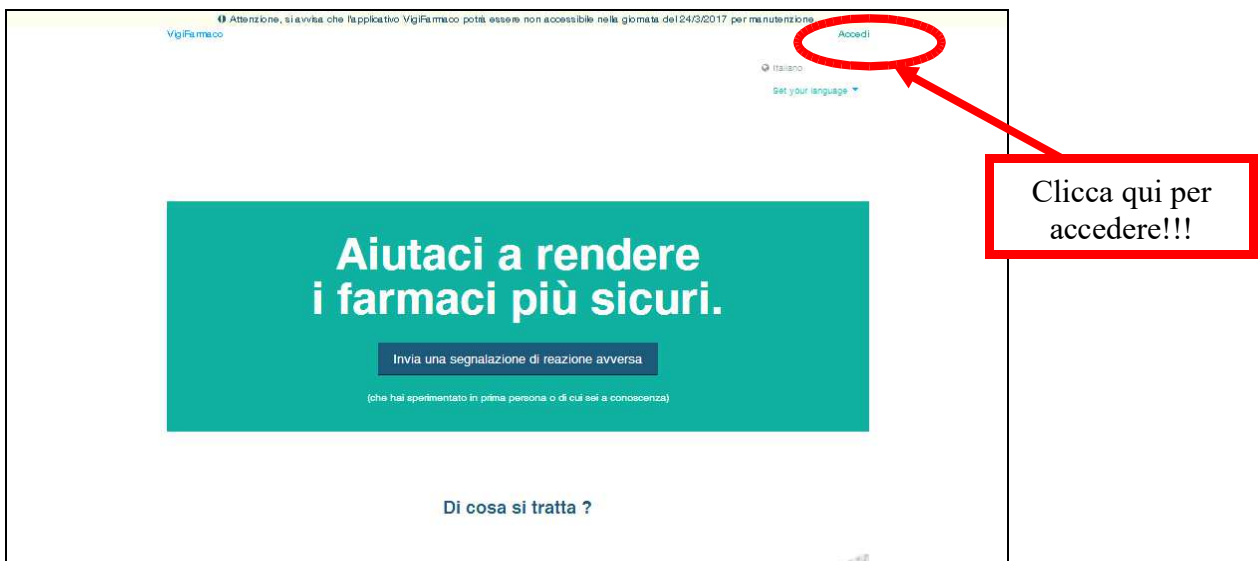 Attenzione, si avvisa che l'applicativo VigiFarmaco potrà essere non accessibile nella giornata del 24/3/2017 per manutenzione
VigiFarmaco
Accedi
Italiano
Set your language
Clicca qui per
accedere!!!
Aiutaci a rendere
i farmaci più sicuri.
Invia una segnalazione di reazione avversa
(che hai sperimentato in prima persona o di cui sei a conoscenza)
Di cosa si tratta ?